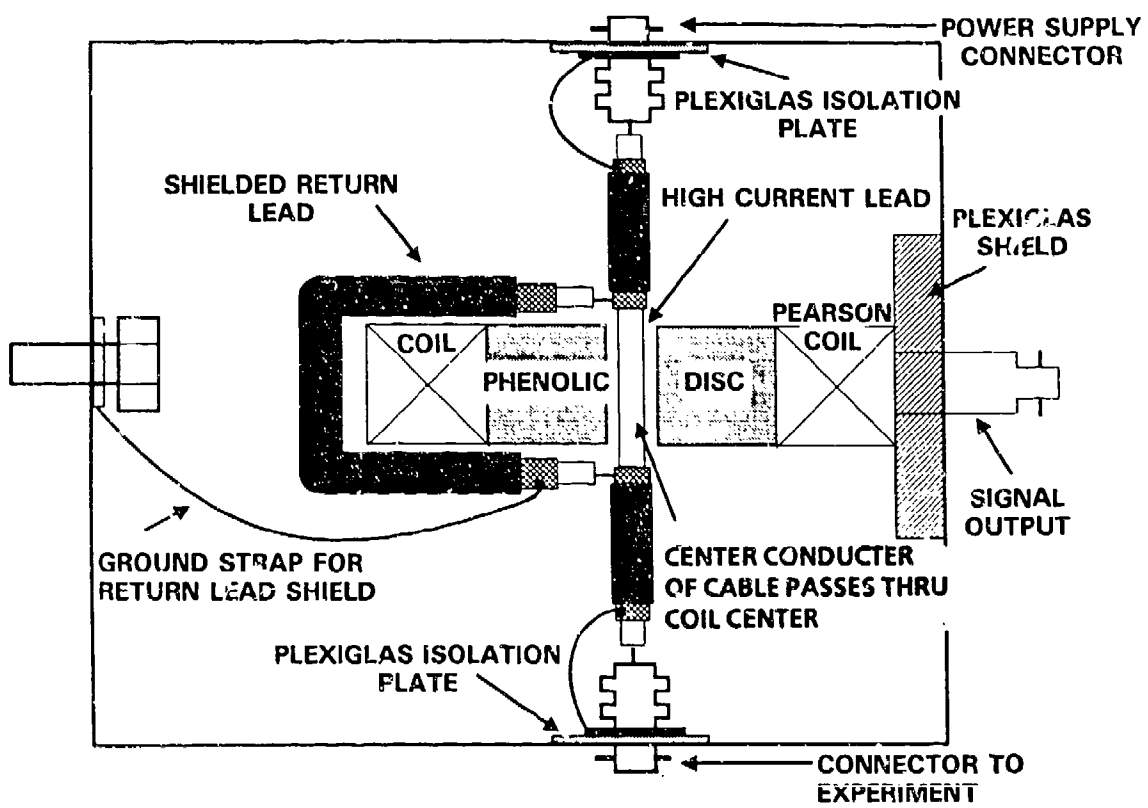 POWER SUPPLY
CONNECTOR
PLEXIGLAS ISOLATION
PLATE
SHIELDED RETURN
LEAD
HIGH CURRENT LEAD
PLEXIGLAS
SHIELD
PEARSON
COIL
COIL
PHENOLIC
DISC
SIGNAL
OUTPUT
GROUND STRAP FOR
RETURN LEAD SHIELD
CENTER CONDUCTER
OF CABLE PASSES THRU
COIL CENTER
PLEXIGLAS ISOLATION
PLATE
CONNECTOR TO
EXPERIMENT